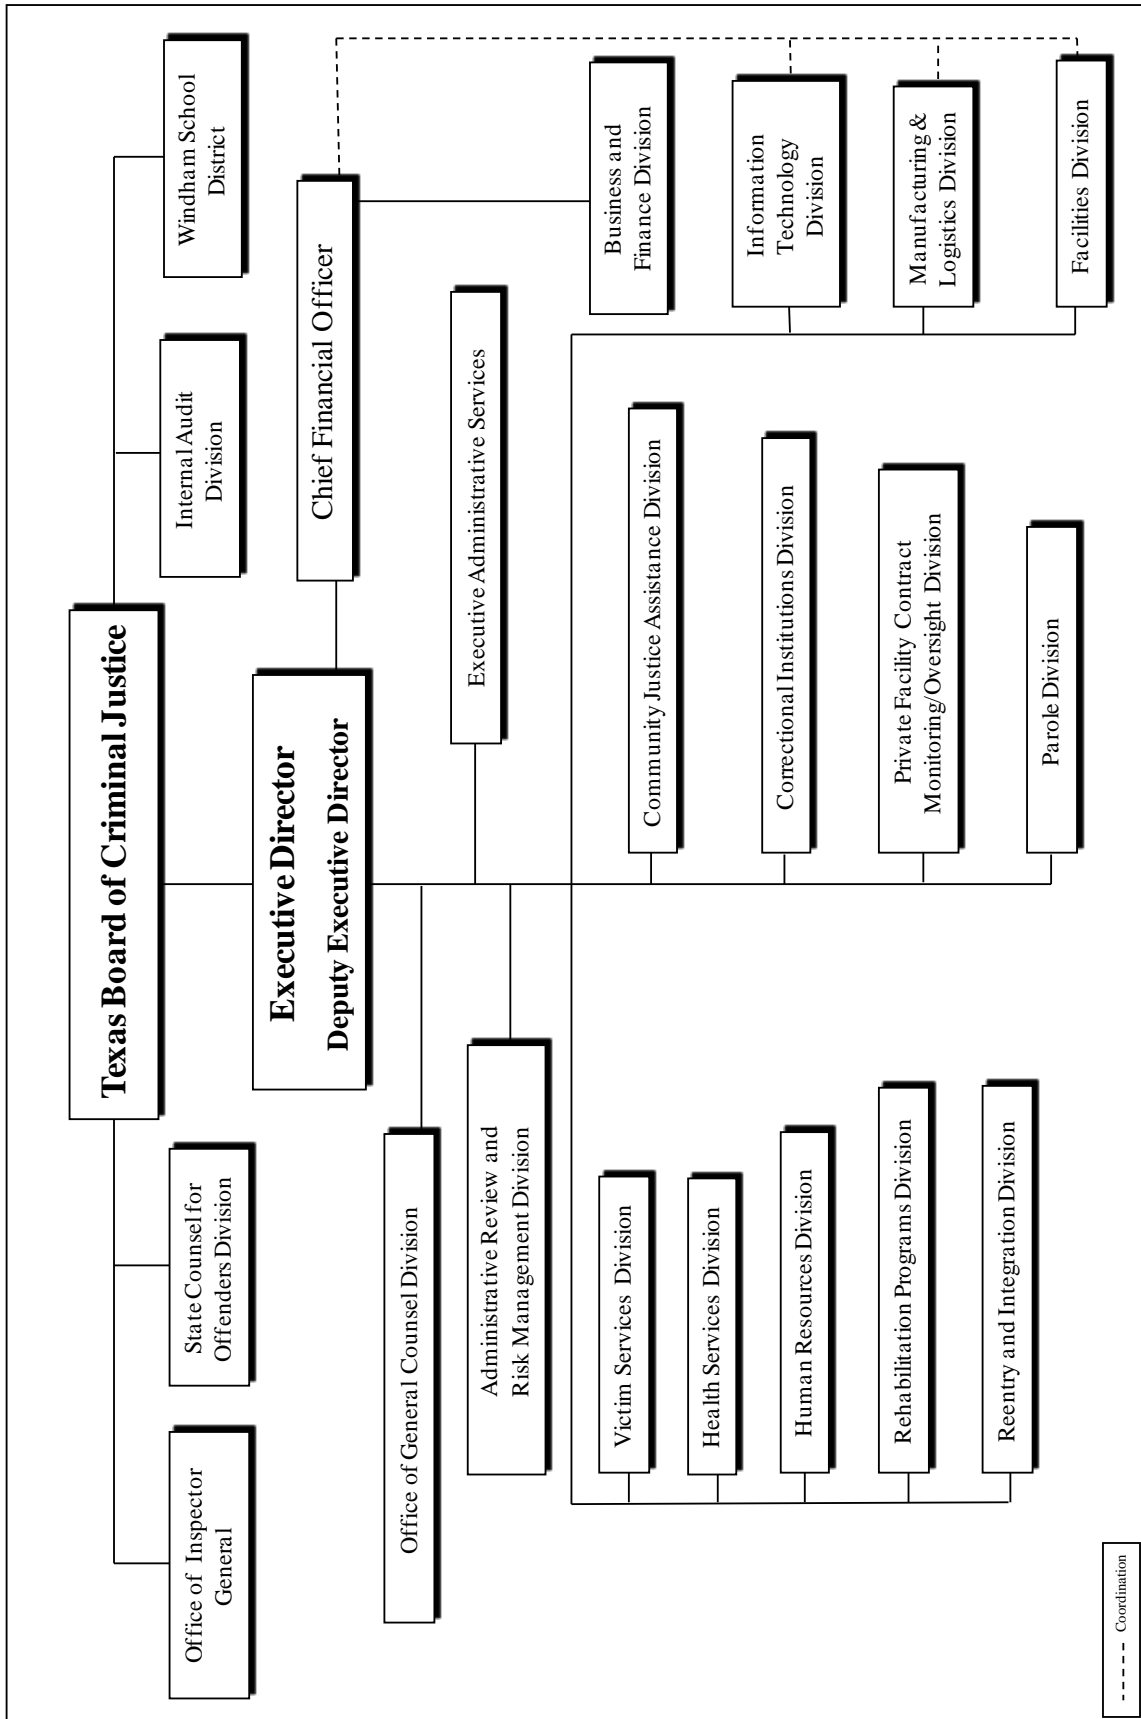 Texas Board of Criminal Justice
Office of Inspector
General
State Counsel for
Offenders Division
Internal Audit
Division
Windham School
District
Executive Director
Deputy Executive Director
Chief Financial Officer
Office of General Counsel Division
Executive Administrative Services
Administrative Review and
Risk Management Division
Business and
Finance Division
Victim Services Division
Health Services Division
Human Resources Division
Rehabilitation Programs Division
Reentry and Integration Division
Community Justice Assistance Division
Correctional Institutions Division
Private Facility Contract
Monitoring/Oversight Division
Parole Division
Information
Technology
Division
Manufacturing &
Logistics Division
Facilities Division
Coordination